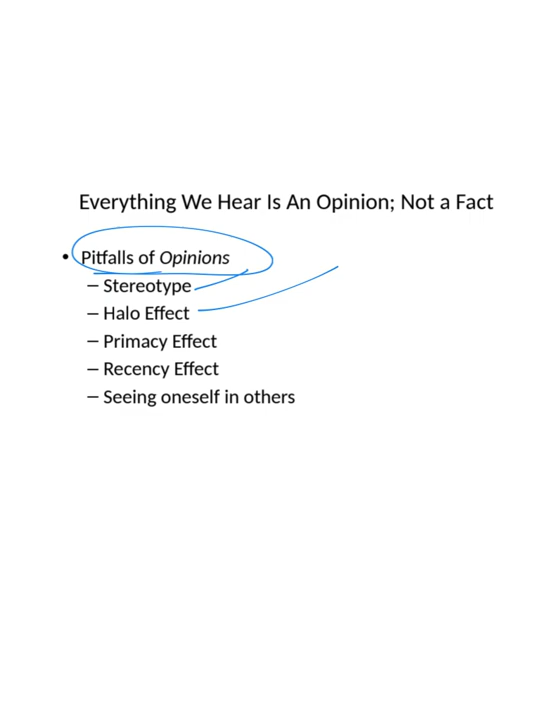 Everything We Hear Is An Opinion; Not a Fact
• Pitfalls of Opinions
– Stereotype
– Halo Effect
– Primacy Effect
– Recency Effect
– Seeing oneself in others